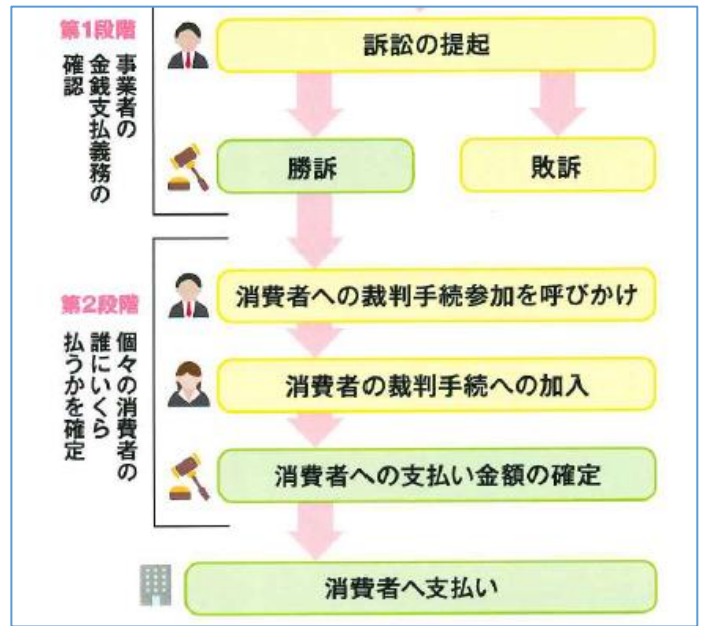 第1段階
事業者の
金銭支払義務の
確認
訴訟の提起
勝訴
敗訴
第2段階
個々の消費者の
誰にいくら
払うかを確定
消費者への裁判手続参加を呼びかけ
消費者の裁判手続への加入
消費者への支払い金額の確定
消費者へ支払い